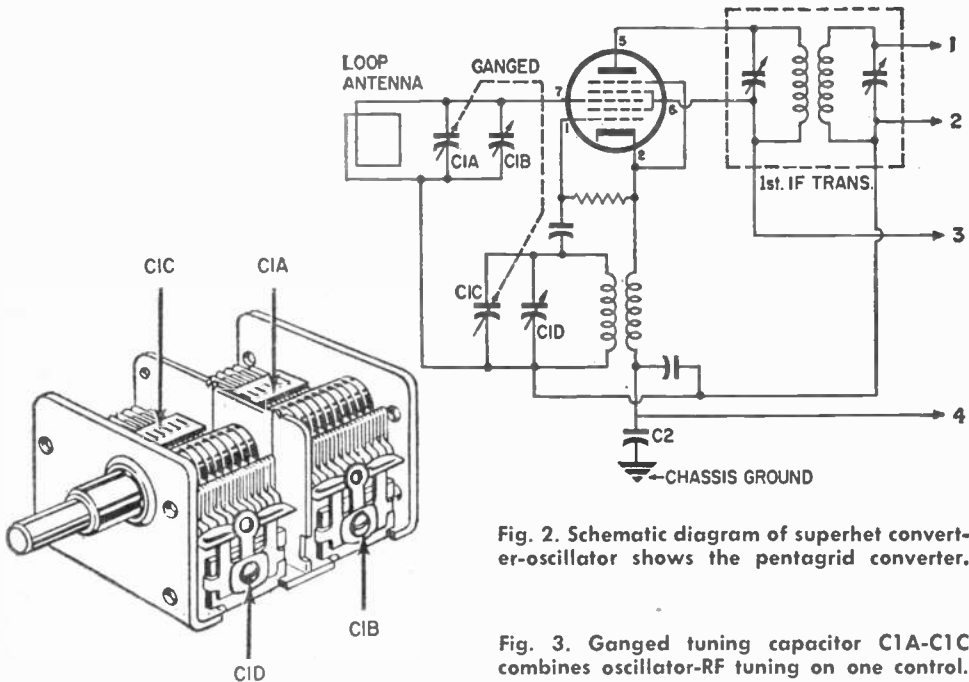 LOOP
ANTENNA
GANGED
C1A
C1B
7
1
5
6
2
1st. IF TRANS.
1
2
3
4
C1C
C1D
C2
CHASSIS GROUND
C1C
C1A
C1B
C1D
Fig. 2. Schematic diagram of superhet convert-
er-oscillator shows the pentagrid converter.
Fig. 3. Ganged tuning capacitor C1A-C1C
combines oscillator-RF tuning on one control.